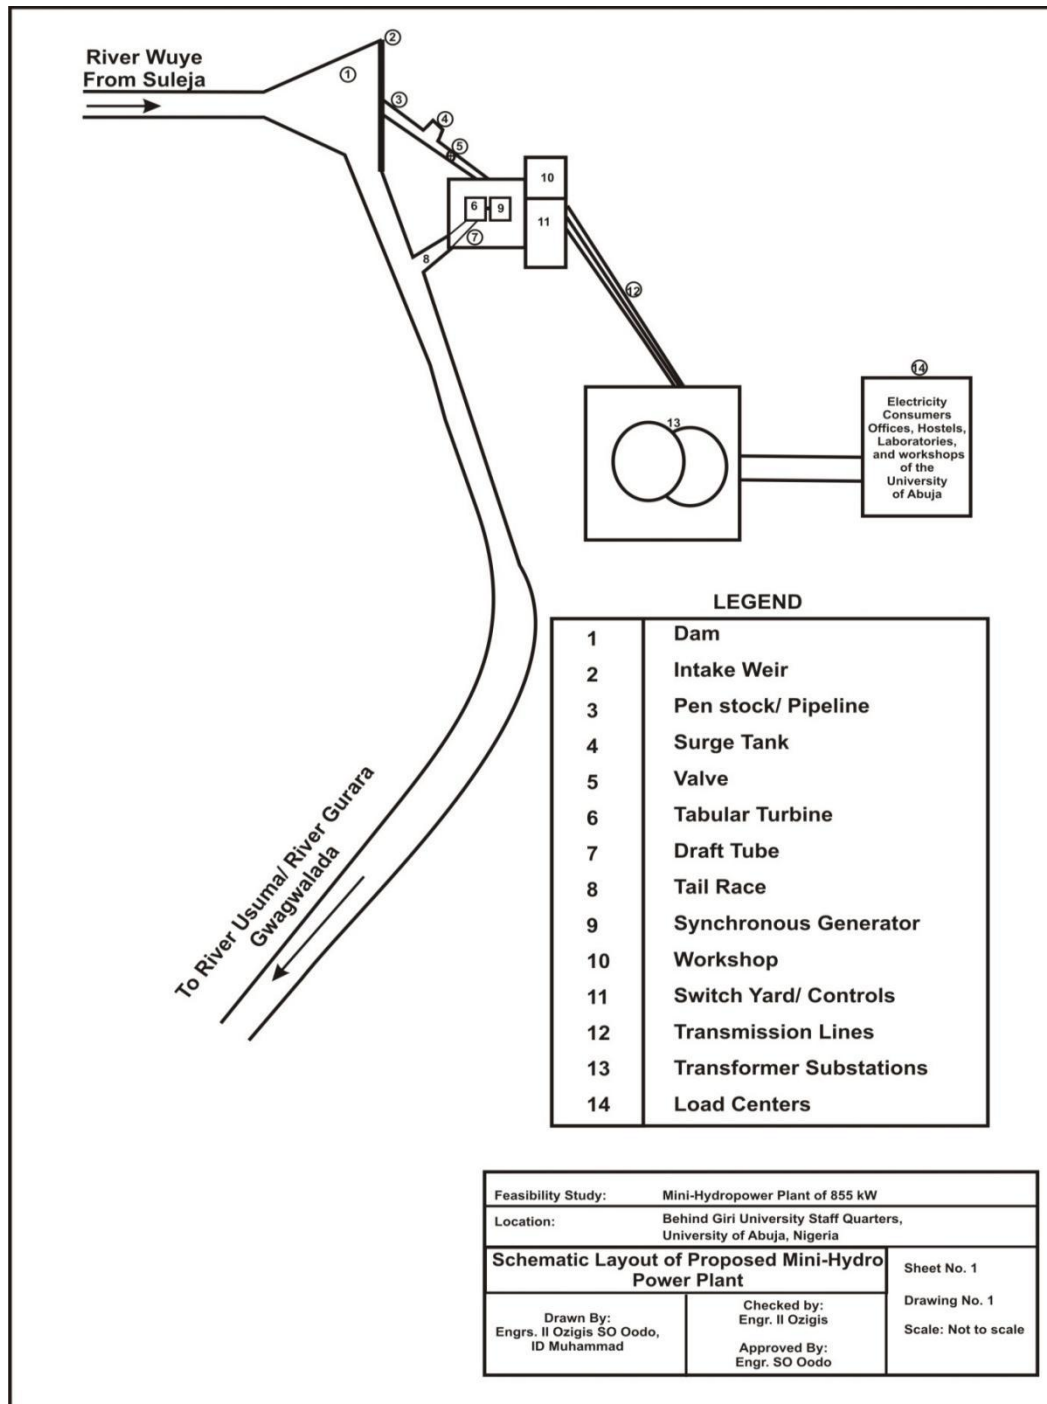 River Wuye
From Suleja
1
2
3
4
5
6
9
7
8
10
11
12
13
14
Electricity
Consumers
Offices, Hostels,
Laboratories,
and workshops
of the
University
of Abuja
To River Usuma/ River Gurara
Gwagwalada
LEGEND
1 Dam
2 Intake Weir
3 Pen stock/ Pipeline
4 Surge Tank
5 Valve
6 Tabular Turbine
7 Draft Tube
8 Tail Race
9 Synchronous Generator
10 Workshop
11 Switch Yard/ Controls
12 Transmission Lines
13 Transformer Substations
14 Load Centers
Feasibility Study: Mini-Hydropower Plant of 855 kW
Location: Behind Giri University Staff Quarters,
University of Abuja, Nigeria
Schematic Layout of Proposed Mini-Hydro
Power Plant
Sheet No. 1
Drawing No. 1
Scale: Not to scale
Drawn By:
Engrs. II Ozigis SO Oodo,
ID Muhammad
Checked by:
Engr. II Ozigis
Approved By:
Engr. SO Oodo